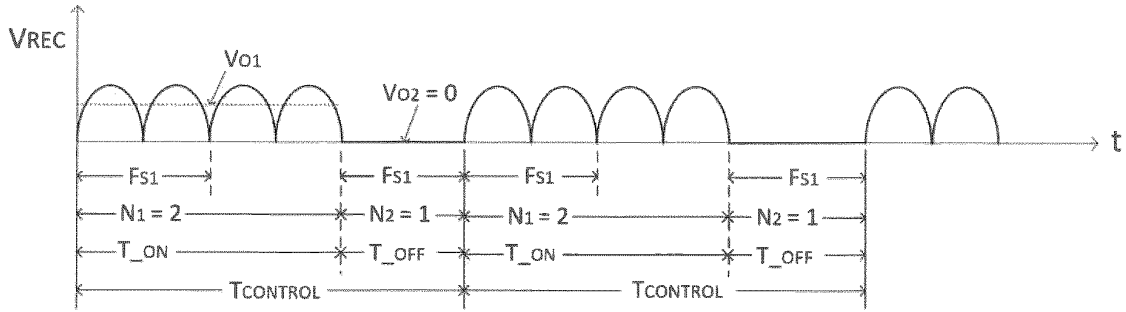 VREC
VO1
VO2 = 0
t
FS1 FS1 FS1 FS1
N1 = 2 N2 = 1 N1 = 2 N2 = 1
T_ON T_OFF T_ON T_OFF
TCONTROL TCONTROL